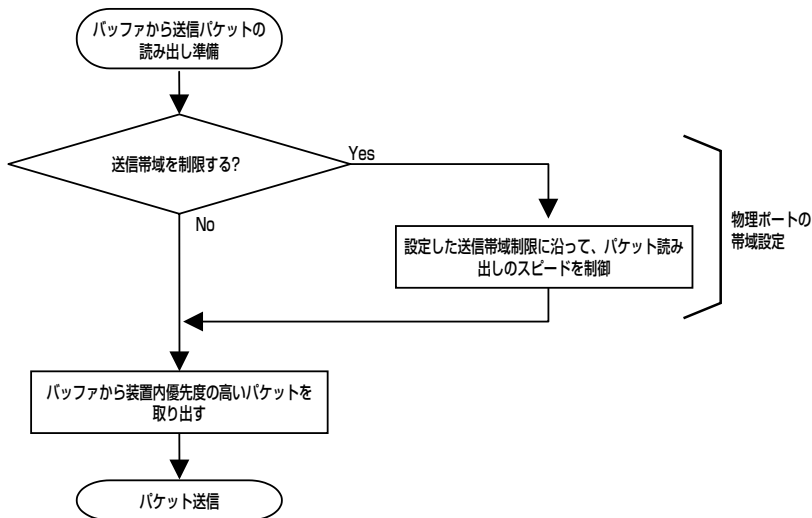 バッファから送信パケットの
読み出し準備
送信帯域を制限する?
Yes
No
設定した送信帯域制限に沿って、パケット読み
出しのスピードを制御
物理ポートの
帯域設定
バッファから装置内優先度の高いパケットを
取り出す
パケット送信